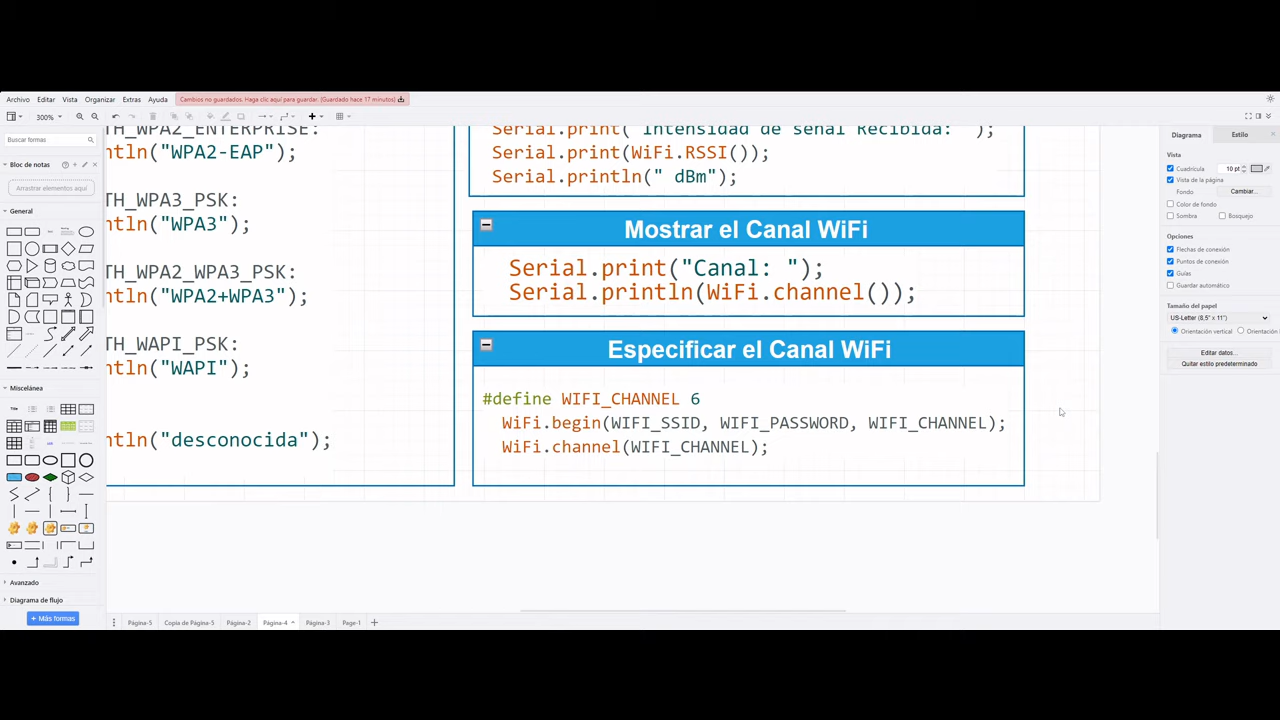 Archivo Editar Vista Organizar Extras Ayuda Cambios no guardados. Haga clic aquí para guardar. (Guardado hace 17 minutos)
300%
Buscar formas
Bloc de notas
Arrastrar elementos aquí
General
Miscelánea
Title
Avanzado
Diagrama de flujo
+ Más formas
TH_WPA2_ENTERPRISE:
ntln("WPA2-EAP");
TH_WPA3_PSK:
ntln("WPA3");
TH_WPA2_WPA3_PSK:
ntln("WPA2+WPA3");
TH_WAPI_PSK:
ntln("WAPI");
ntln("desconocida");
Serial.print("Intensidad de señal Recibida: ");
Serial.print(WiFi.RSSI());
Serial.println(" dBm");
Mostrar el Canal WiFi
Serial.print("Canal: ");
Serial.println(WiFi.channel());
Especificar el Canal WiFi
#define WIFI_CHANNEL 6
WiFi.begin(WIFI_SSID, WIFI_PASSWORD, WIFI_CHANNEL);
WiFi.channel(WIFI_CHANNEL);
Diagrama Estilo
Vista
Cuadrícula 10 pt
Vista de la página
Fondo Cambiar...
Color de fondo
Sombra Bosquejo
Opciones
Flechas de conexión
Puntos de conexión
Guías
Guardar automático
Tamaño del papel
US-Letter (8,5" x 11")
Orientación vertical Orientación
Editar datos...
Quitar estilo predeterminado
Página-5 Copia de Página-5 Página-2 Página-4 Página-3 Page-1